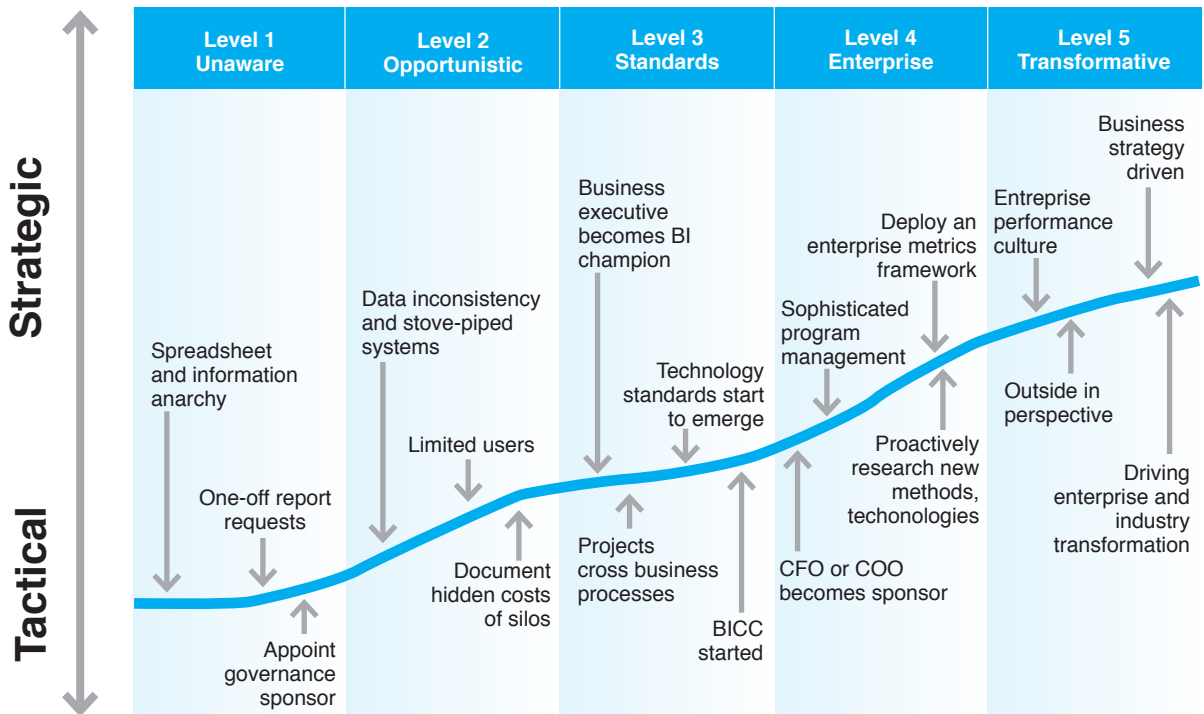 Strategic
Tactical
Level 1
Unaware
Level 2
Opportunistic
Level 3
Standards
Level 4
Enterprise
Level 5
Transformative
Spreadsheet
and information
anarchy
One-off report
requests
Appoint
governance
sponsor
Data inconsistency
and stove-piped
systems
Limited users
Document
hidden costs
of silos
Business
executive
becomes BI
champion
Projects
cross business
processes
Technology
standards start
to emerge
BICC
started
CFO or COO
becomes sponsor
Sophisticated
program
management
Deploy an
enterprise metrics
framework
Proactively
research new
methods,
techonologies
Entreprise
performance
culture
Outside in
perspective
Business
strategy
driven
Driving
enterprise and
industry
transformation